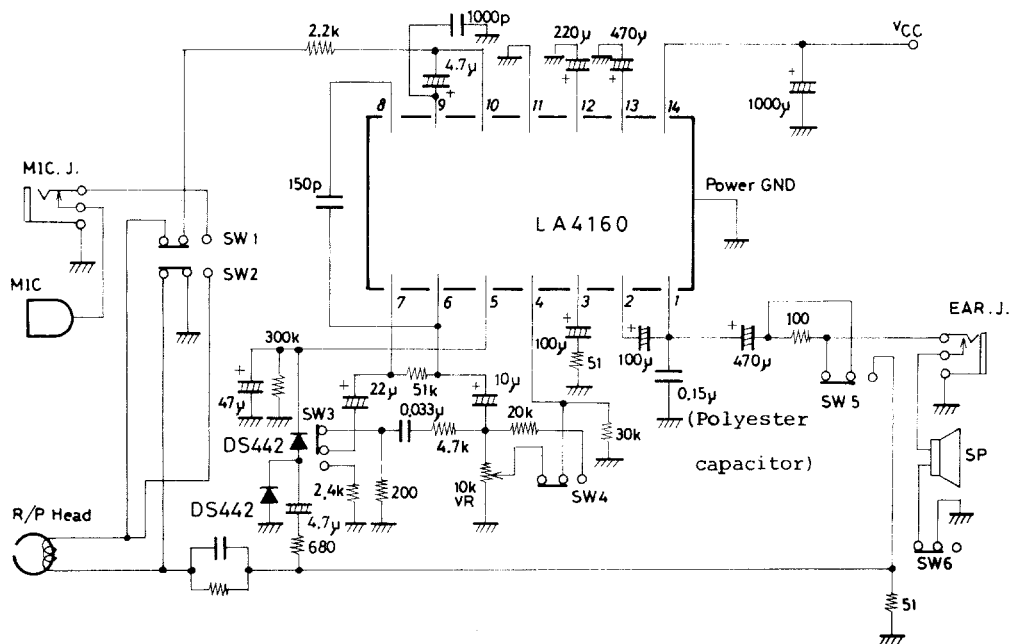 1000p
2.2k
220μ
470μ
Vcc
4.7μ
1000μ
8
9
10
11
12
13
14
MIC. J.
150p
Power GND
LA4160
SW 1
SW2
MIC
7
6
5
4
3
2
1
EAR. J.
300k
100μ
51
100μ
470μ
100
47μ
22μ
51k
10μ
0.15μ
(Polyester
capacitor)
SW 5
SW3
0.033μ
20k
30k
DS442
4.7k
SP
2.4k
200
10k
VR
SW4
DS442
4.7μ
R/P Head
680
SW6
51